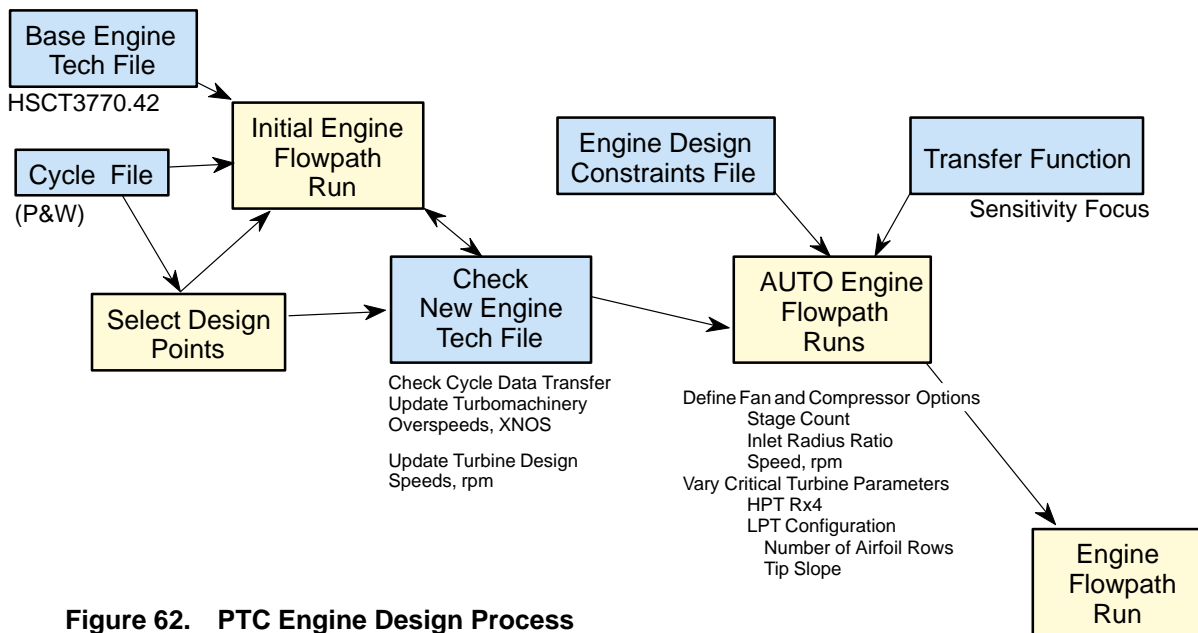 Base Engine
Tech File
HSCT3770.42
Cycle File
(P&W)
Initial Engine
Flowpath
Run
Select Design
Points
Check
New Engine
Tech File
Check Cycle Data Transfer
Update Turbomachinery
Overspeeds, XNOS
Update Turbine Design
Speeds, rpm
Engine Design
Constraints File
Transfer Function
Sensitivity Focus
AUTO Engine
Flowpath
Runs
Define Fan and Compressor Options
Stage Count
Inlet Radius Ratio
Speed, rpm
Vary Critical Turbine Parameters
HPT Rx4
LPT Configuration
Number of Airfoil Rows
Tip Slope
Engine
Flowpath
Run
Figure 62. PTC Engine Design Process